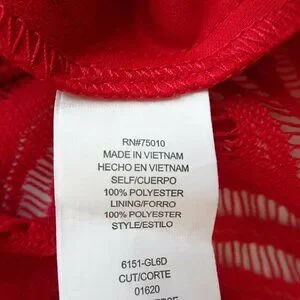 RN#75010
MADE IN VIETNAM
HECHO EN VIETNAM
SELF/CUERPO
100% POLYESTER
LINING/FORRO
100% POLYESTER
STYLE/ESTILO
6151-GL6D
CUT/CORTE
01620